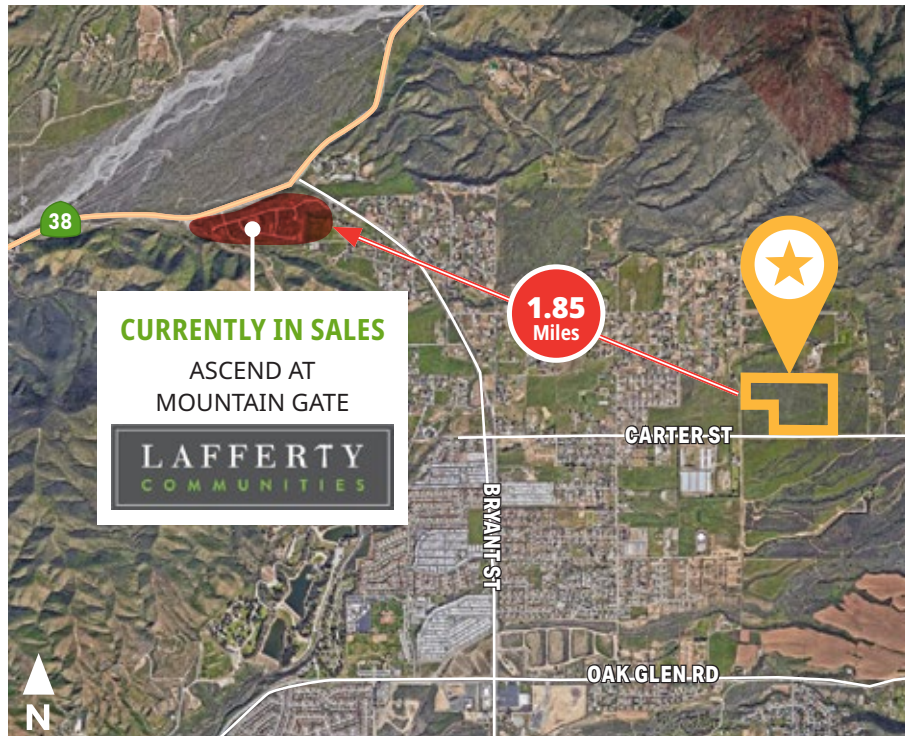 38
CURRENTLY IN SALES
ASCEND AT
MOUNTAIN GATE
LAFFERTY
COMMUNITIES
1.85
Miles
CARTER ST
BRYANT ST
OAK GLEN RD
N